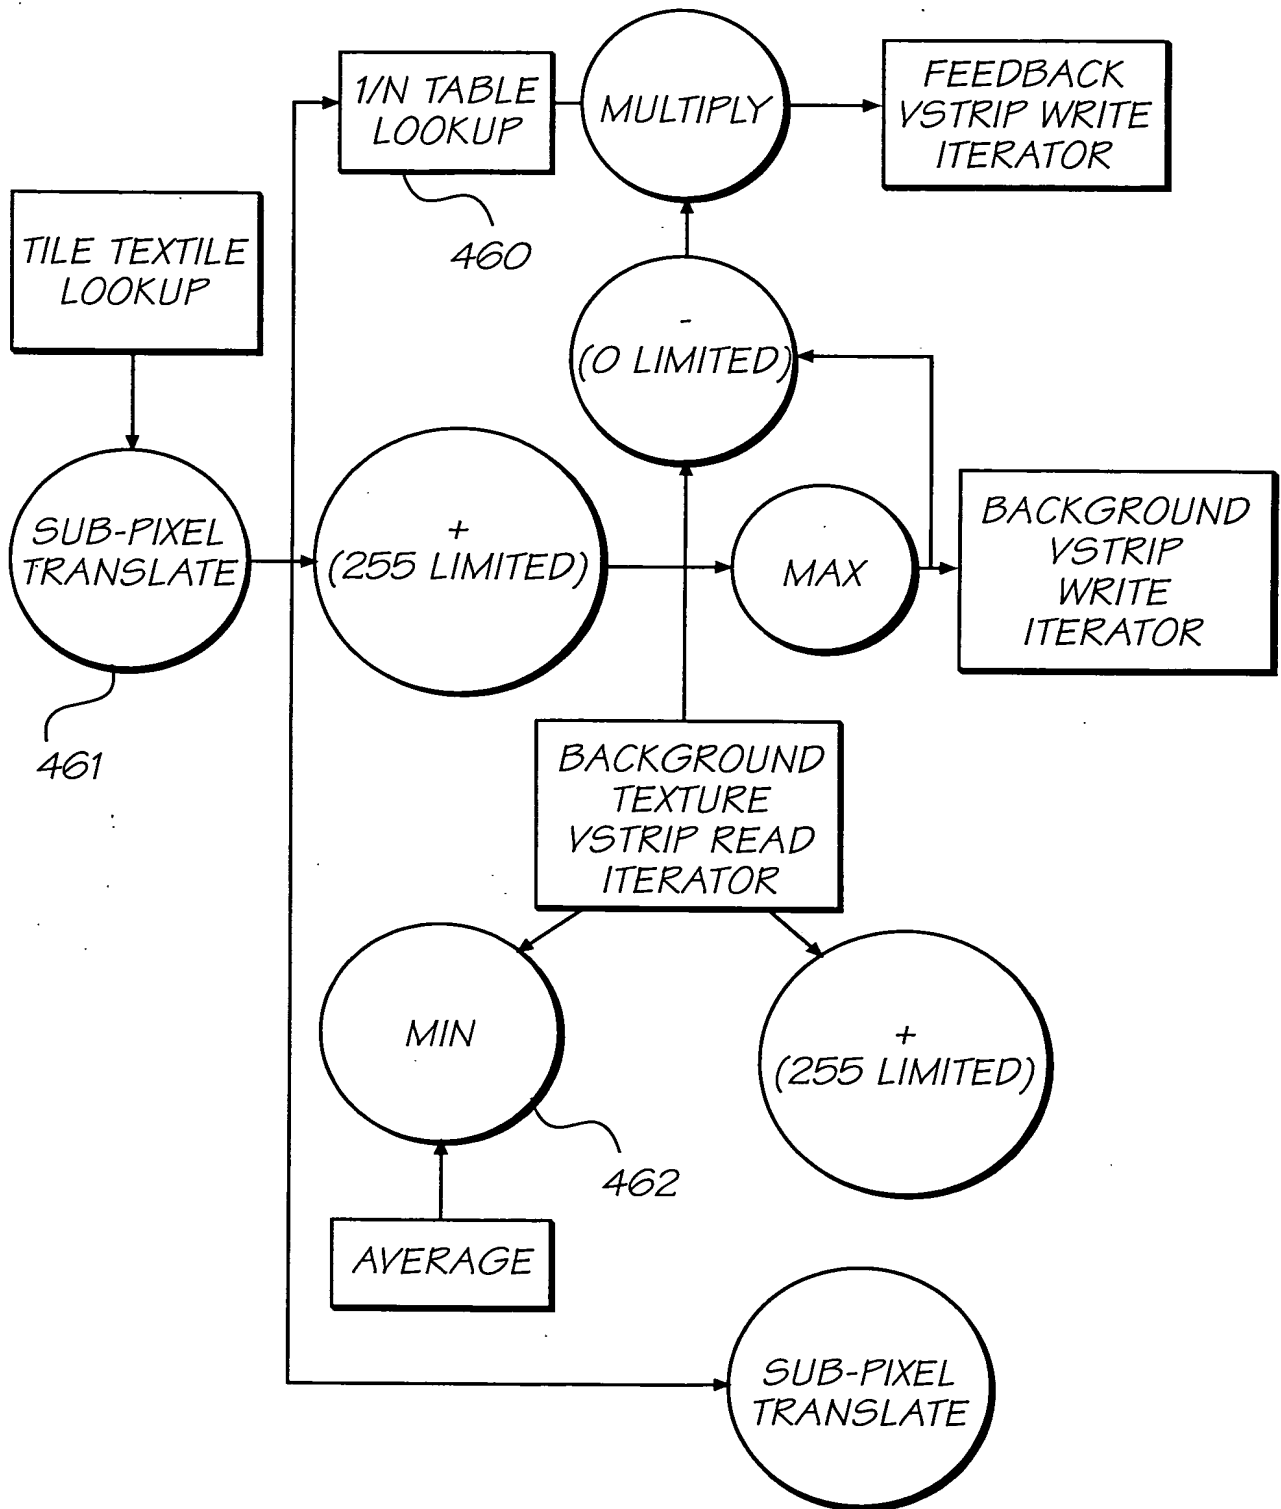 1/N TABLE
LOOKUP
MULTIPLY
FEEDBACK
VSTRIP WRITE
ITERATOR
460
TILE TEXTILE
LOOKUP
-
(0 LIMITED)
SUB-PIXEL
TRANSLATE
+
(255 LIMITED)
MAX
BACKGROUND
VSTRIP
WRITE
ITERATOR
461
BACKGROUND
TEXTURE
VSTRIP READ
ITERATOR
MIN
+
(255 LIMITED)
462
AVERAGE
SUB-PIXEL
TRANSLATE